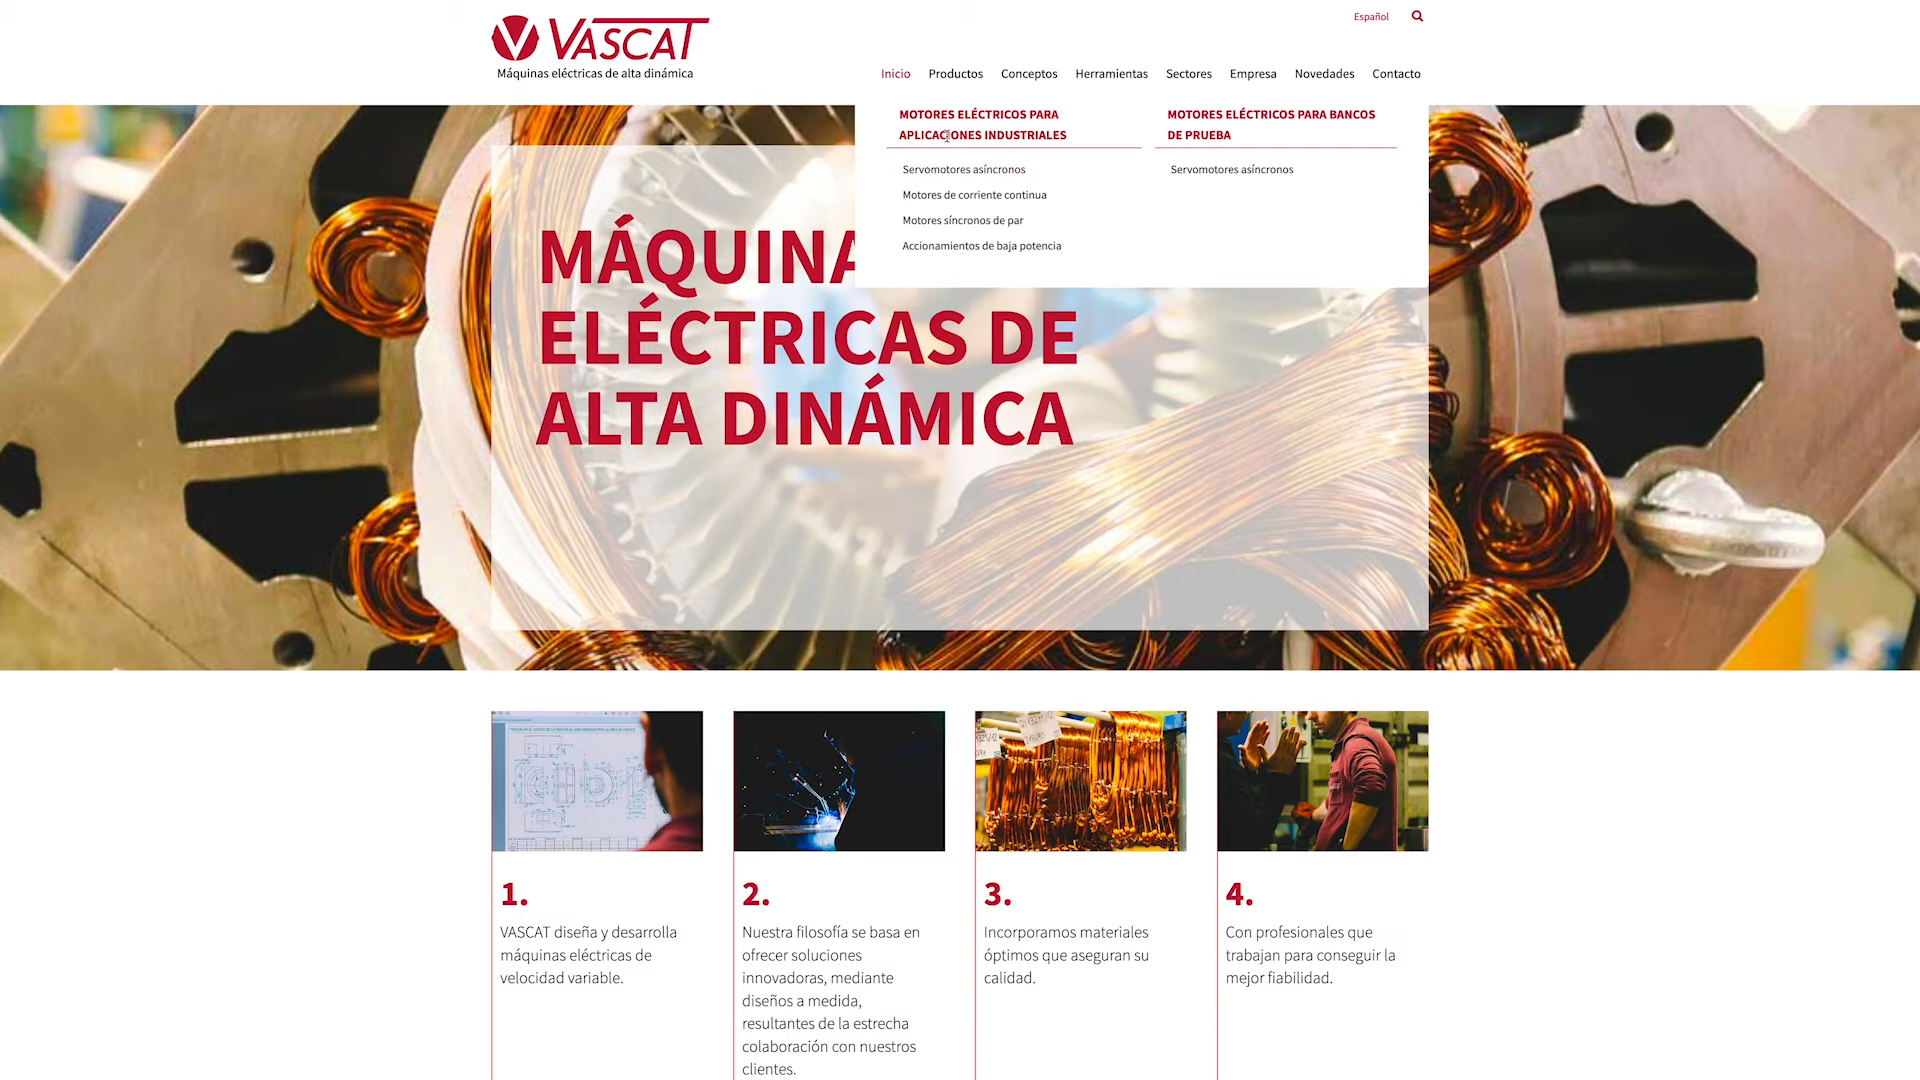 VASCAT
Máquinas eléctricas de alta dinámica
Español
Inicio Productos Conceptos Herramientas Sectores Empresa Novedades Contacto
MOTORES ELÉCTRICOS PARA
APLICACIONES INDUSTRIALES
Servomotores asíncronos
Motores de corriente continua
Motores síncronos de par
Accionamientos de baja potencia
MOTORES ELÉCTRICOS PARA BANCOS
DE PRUEBA
Servomotores asíncronos
MÁQUINA
ELÉCTRICAS DE
ALTA DINÁMICA
1.
VASCAT diseña y desarrolla
máquinas eléctricas de
velocidad variable.
2.
Nuestra filosofía se basa en
ofrecer soluciones
innovadoras, mediante
diseños a medida,
resultantes de la estrecha
colaboración con nuestros
clientes.
3.
Incorporamos materiales
óptimos que aseguran su
calidad.
4.
Con profesionales que
trabajan para conseguir la
mejor fiabilidad.